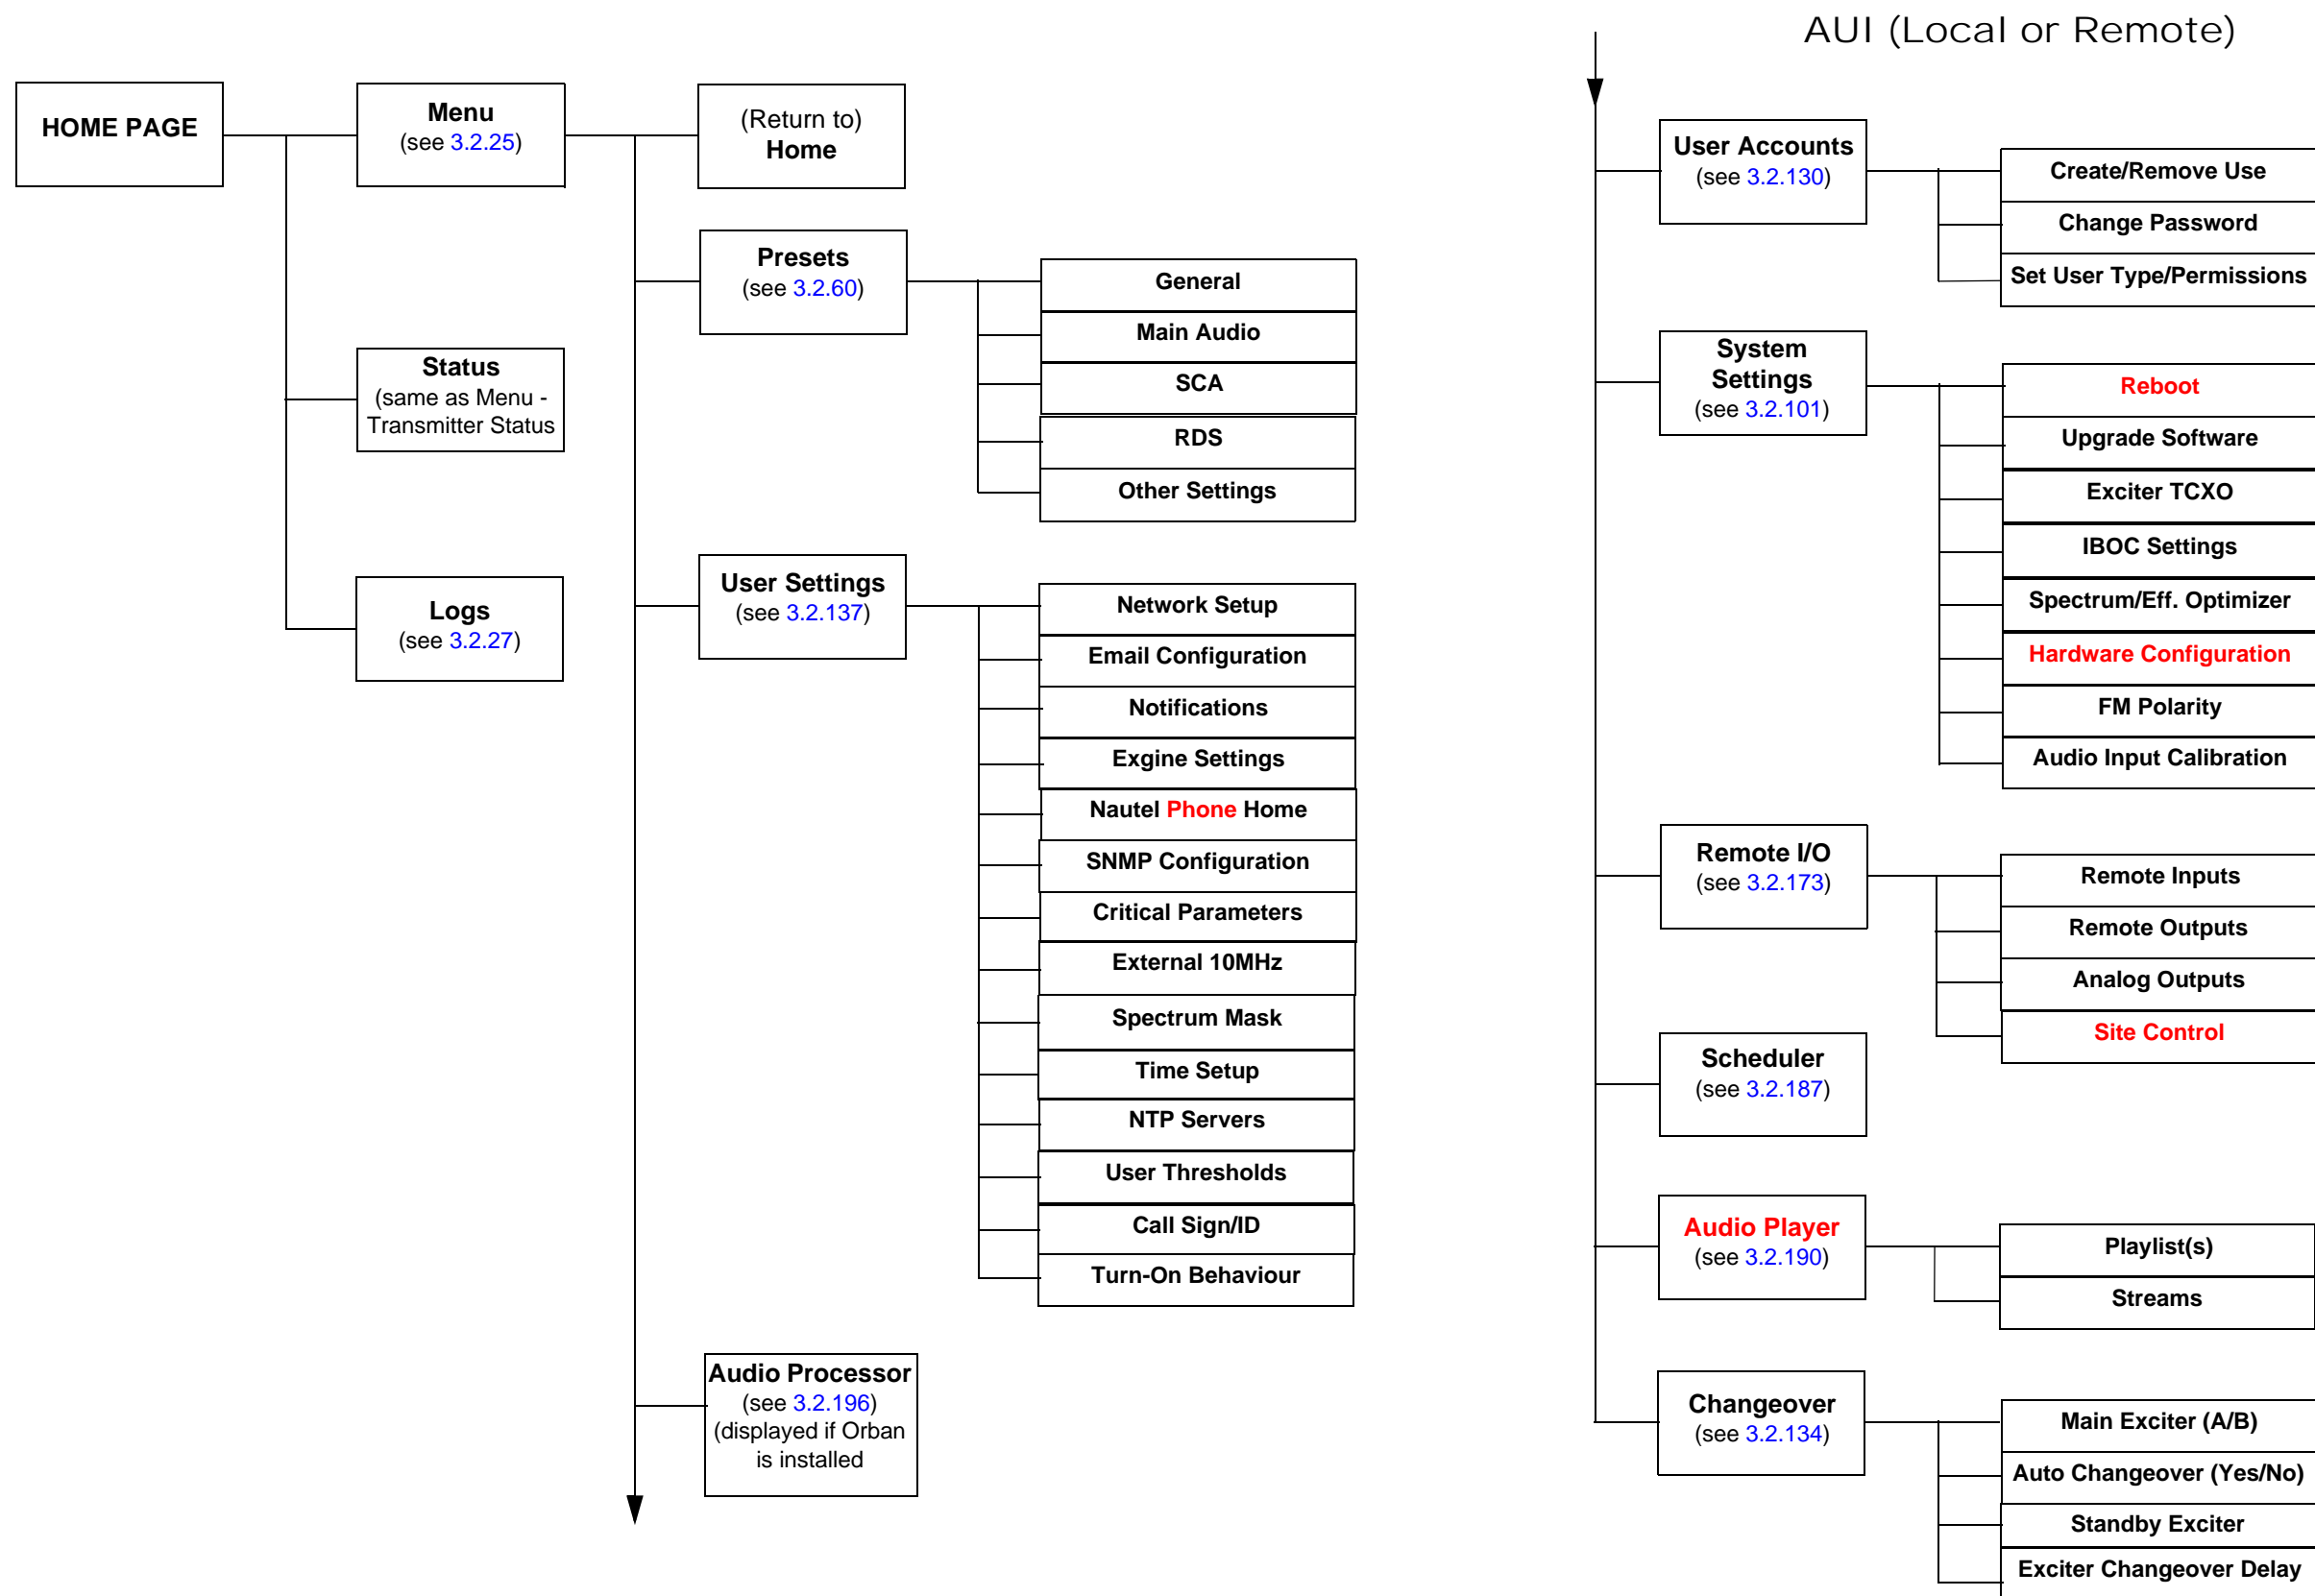 AUI (Local or Remote)
HOME PAGE
Menu
(see 3.2.25)
(Return to)
Home
Presets
(see 3.2.60)
General
Main Audio
SCA
RDS
Other Settings
Status
(same as Menu -
Transmitter Status
Logs
(see 3.2.27)
User Settings
(see 3.2.137)
Network Setup
Email Configuration
Notifications
Exgine Settings
Nautel Phone Home
SNMP Configuration
Critical Parameters
External 10MHz
Spectrum Mask
Time Setup
NTP Servers
User Thresholds
Call Sign/ID
Turn-On Behaviour
Audio Processor
(see 3.2.196)
(displayed if Orban
is installed
User Accounts
(see 3.2.130)
Create/Remove Use
Change Password
Set User Type/Permissions
System
Settings
(see 3.2.101)
Reboot
Upgrade Software
Exciter TCXO
IBOC Settings
Spectrum/Eff. Optimizer
Hardware Configuration
FM Polarity
Audio Input Calibration
Remote I/O
(see 3.2.173)
Remote Inputs
Remote Outputs
Analog Outputs
Site Control
Scheduler
(see 3.2.187)
Audio Player
(see 3.2.190)
Playlist(s)
Streams
Changeover
(see 3.2.134)
Main Exciter (A/B)
Auto Changeover (Yes/No)
Standby Exciter
Exciter Changeover Delay